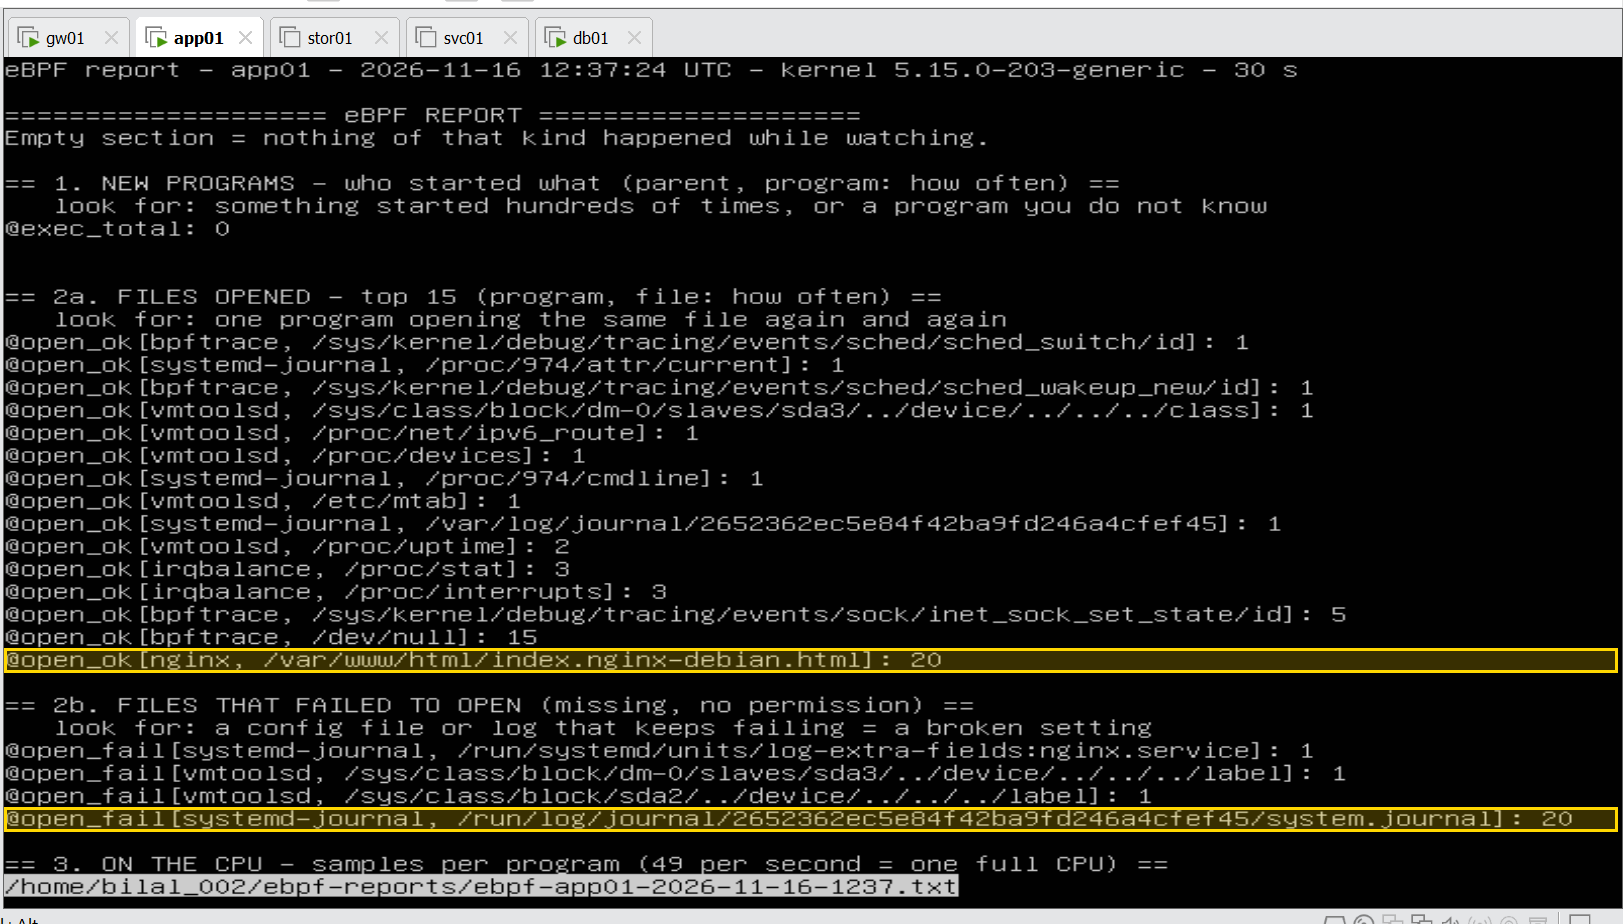 gw01
app01
stor01
svc01
db01
eBPF report - app01 - 2026-11-16 12:37:24 UTC - kernel 5.15.0-203-generic - 30 s
==================== eBPF REPORT ====================
Empty section = nothing of that kind happened while watching.
== 1. NEW PROGRAMS - who started what (parent, program: how often) ==
look for: something started hundreds of times, or a program you do not know
@exec_total: 0
== 2a. FILES OPENED - top 15 (program, file: how often) ==
look for: one program opening the same file again and again
@open_ok[bpftrace, /sys/kernel/debug/tracing/events/sched/sched_switch/id]: 1
@open_ok[systemd-journal, /proc/974/attr/current]: 1
@open_ok[bpftrace, /sys/kernel/debug/tracing/events/sched/sched_wakeup_new/id]: 1
@open_ok[vmtoolsd, /sys/class/block/dm-0/slaves/sda3/../device/../../../class]: 1
@open_ok[vmtoolsd, /proc/net/ipv6_route]: 1
@open_ok[vmtoolsd, /proc/devices]: 1
@open_ok[systemd-journal, /proc/974/cmdline]: 1
@open_ok[vmtoolsd, /etc/mtab]: 1
@open_ok[systemd-journal, /var/log/journal/2652362ec5e84f42ba9fd246a4cfef45]: 1
@open_ok[vmtoolsd, /proc/uptime]: 2
@open_ok[irqbalance, /proc/stat]: 3
@open_ok[irqbalance, /proc/interrupts]: 3
@open_ok[bpftrace, /sys/kernel/debug/tracing/events/sock/inet_sock_set_state/id]: 5
@open_ok[bpftrace, /dev/null]: 15
@open_ok[nginx, /var/www/html/index.nginx-debian.html]: 20
== 2b. FILES THAT FAILED TO OPEN (missing, no permission) ==
look for: a config file or log that keeps failing = a broken setting
@open_fail[systemd-journal, /run/systemd/units/log-extra-fields:nginx.service]: 1
@open_fail[vmtoolsd, /sys/class/block/dm-0/slaves/sda3/../device/../../../label]: 1
@open_fail[vmtoolsd, /sys/class/block/sda2/../device/../../../label]: 1
@open_fail[systemd-journal, /run/log/journal/2652362ec5e84f42ba9fd246a4cfef45/system.journal]: 20
== 3. ON THE CPU - samples per program (49 per second = one full CPU) ==
/home/bilal_002/ebpf-reports/ebpf-app01-2026-11-16-1237.txt